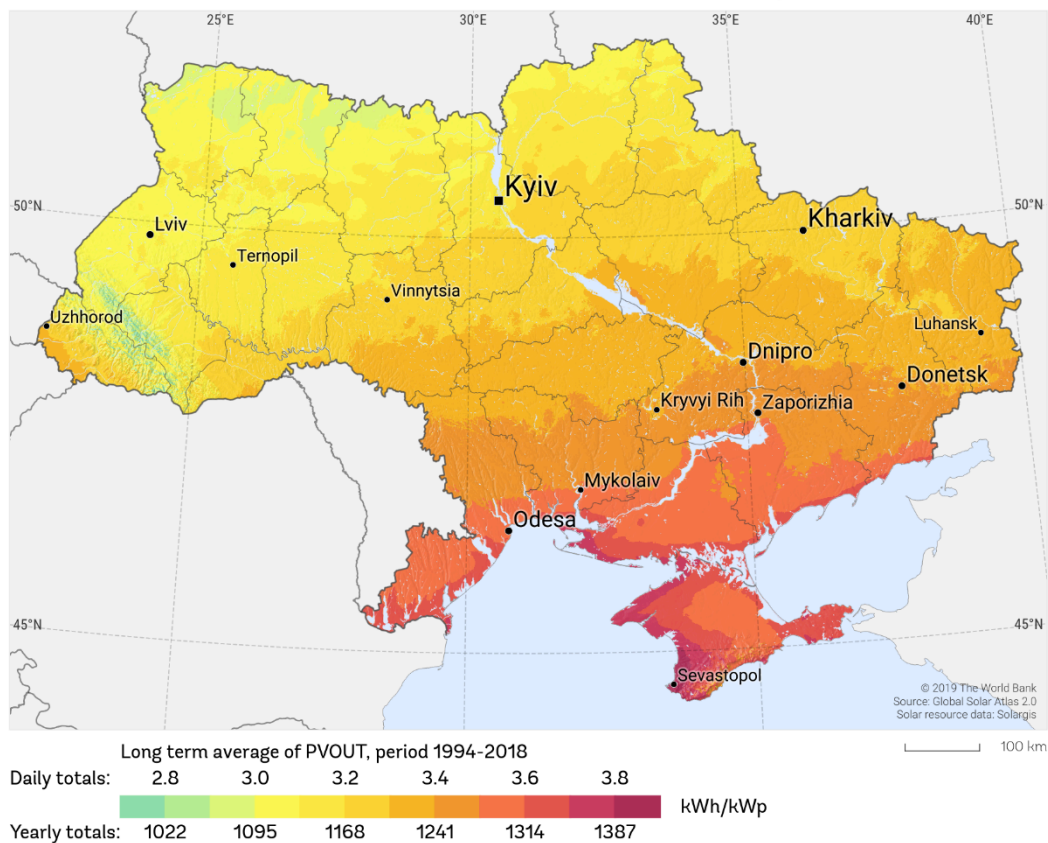 25°E 30°E 35°E 40°E
50°N
50°N
Kyiv
Lviv
Kharkiv
Ternopil
Vinnytsia
Uzhhorod
Luhansk
Dnipro
Donetsk
Kryvyi Rih
Zaporizhia
Mykolaiv
Odesa
45°N
45°N
Sevastopol
© 2019 The World Bank
Source: Global Solar Atlas 2.0
Solar resource data: Solargis
Long term average of PVOUT, period 1994-2018
100 km
Daily totals: 2.8 3.0 3.2 3.4 3.6 3.8
kWh/kWp
Yearly totals: 1022 1095 1168 1241 1314 1387